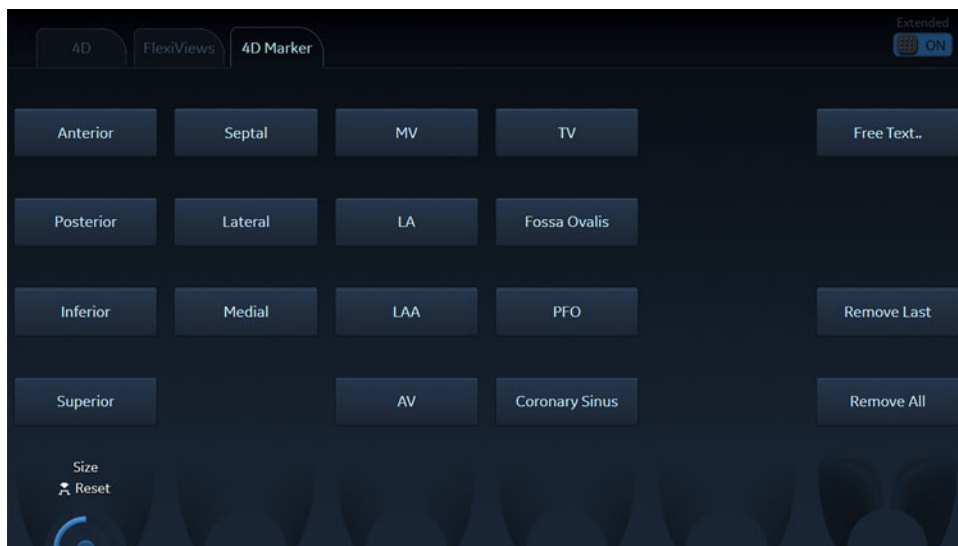 Extended
4D FlexiViews 4D Marker ON
Anterior Septal MV TV Free Text..
Posterior Lateral LA Fossa Ovalis
Inferior Medial LAA PFO Remove Last
Superior AV Coronary Sinus Remove All
Size
Reset